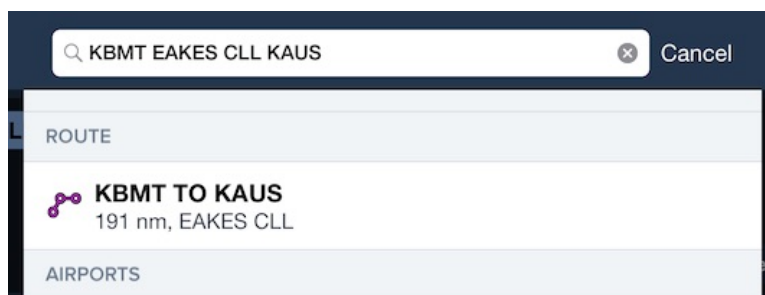 KBMT EAKES CLL KAUS Cancel
L
ROUTE
KBMT TO KAUS
191 nm, EAKES CLL
AIRPORTS